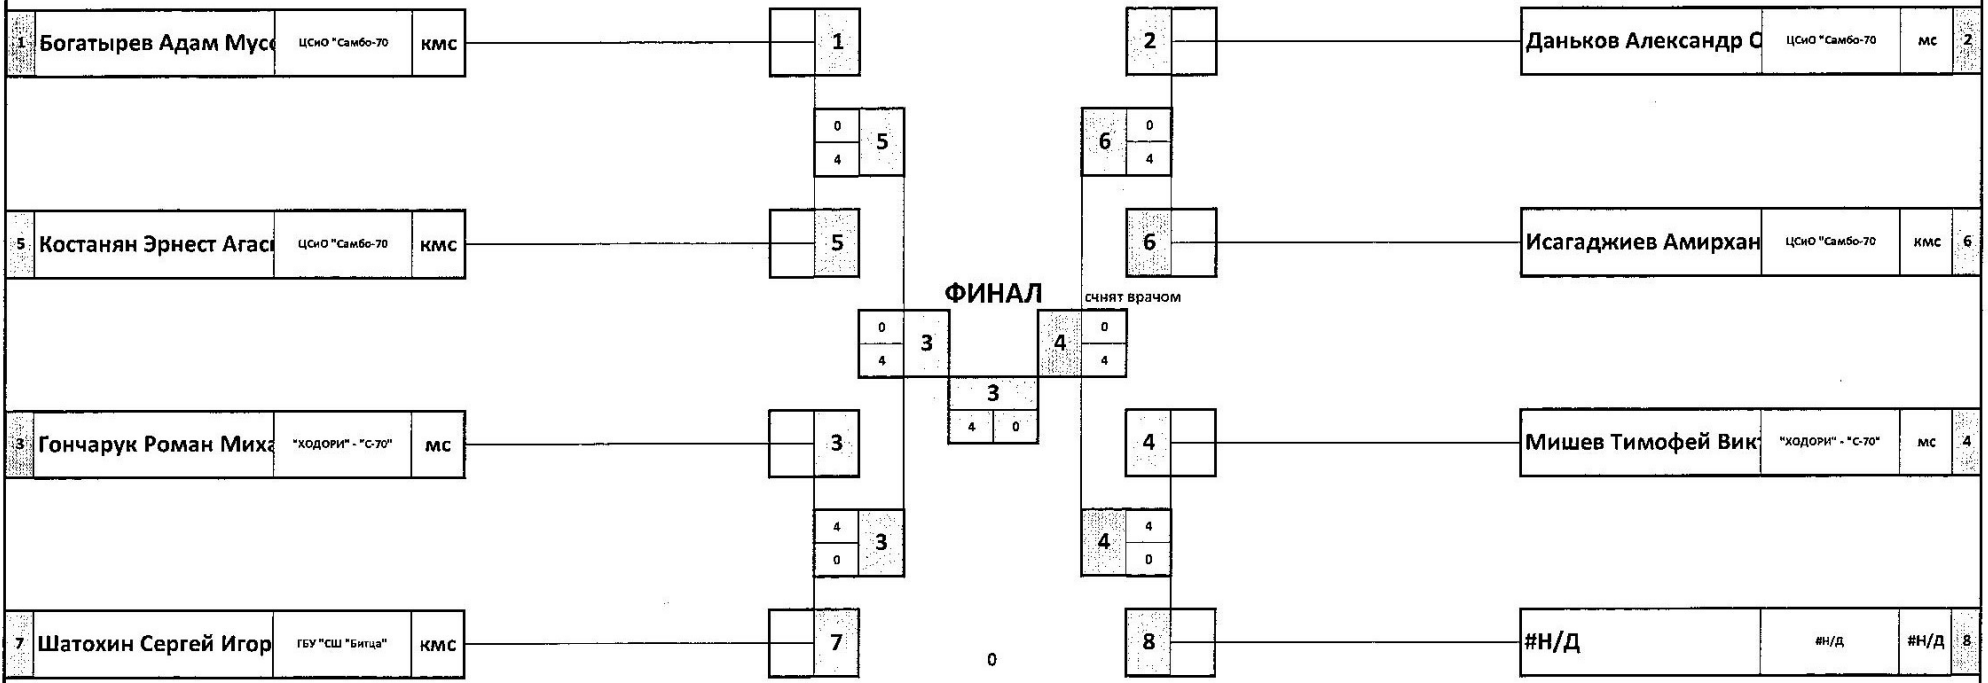 1 Богатырев Адам Мусс ЦСиО "Самбо-70 кмс 1 2 Даньков Александр С ЦСиО "Самбо-70 мс 2
0 5 6 0
4 4
5 Костанян Эрнест Агаси ЦСиО "Самбо-70 кмс 5 6 Исагаджиев Амирхан ЦСиО "Самбо-70 кмс 6
ФИНАЛ счнят врачом
0 3 4 0
4 4
3
4 0
3 Гончарук Роман Миха "ХОДОРИ" - "С-70" мс 3 4 Мишев Тимофей Вик "ХОДОРИ" - "С-70" мс 4
4 3 4 4
0 0
7 Шатохин Сергей Игор ГБУ "СШ "Битца" кмс 7 8 #Н/Д #Н/Д #Н/Д 8
0